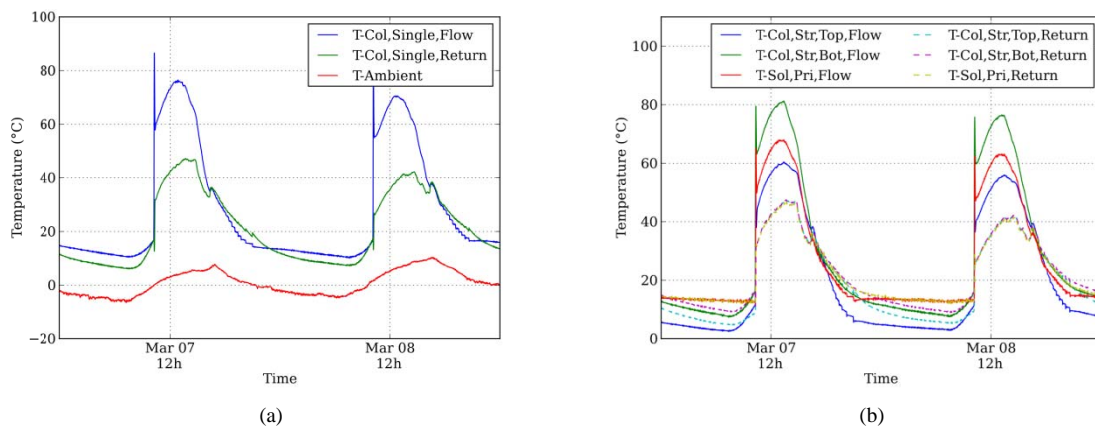 100
80
60
40
20
0
−20
Temperature (°C)
T-Col,Single,Flow
T-Col,Single,Return
T-Ambient
Mar 07
12h
Mar 08
12h
Time
(a)
100
80
60
40
20
0
Temperature (°C)
T-Col,Str,Top,Flow
T-Col,Str,Bot,Flow
T-Sol,Pri,Flow
T-Col,Str,Top,Return
T-Col,Str,Bot,Return
T-Sol,Pri,Return
Mar 07
12h
Mar 08
12h
Time
(b)